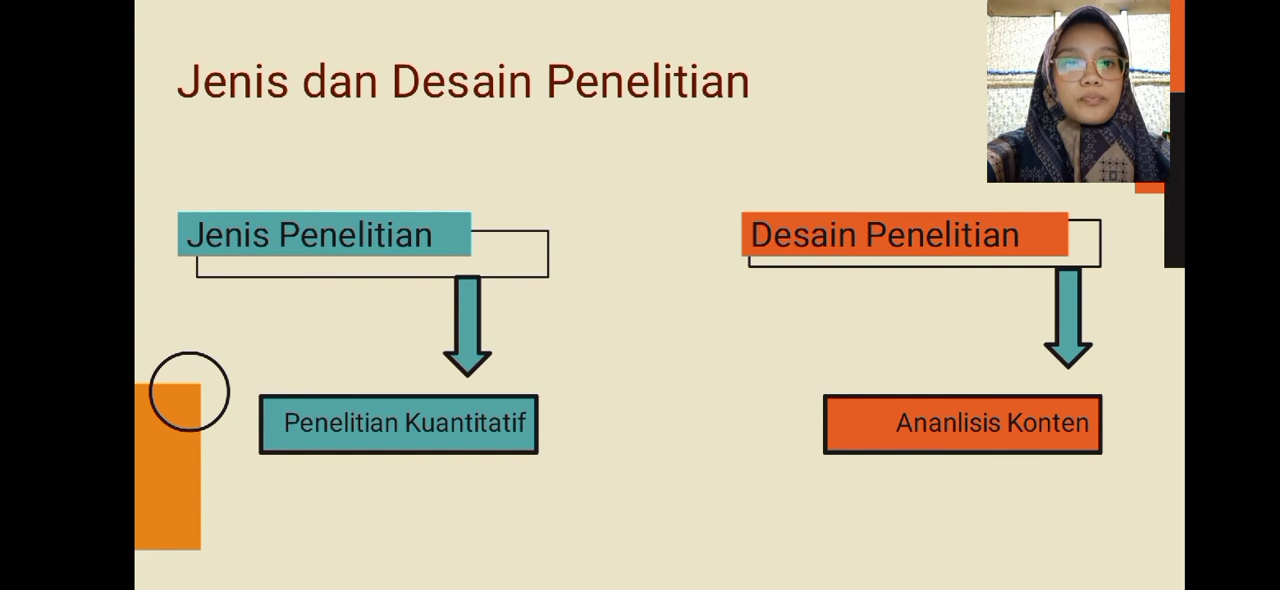 Jenis dan Desain Penelitian
Jenis Penelitian
Desain Penelitian
Penelitian Kuantitatif
Ananlisis Konten